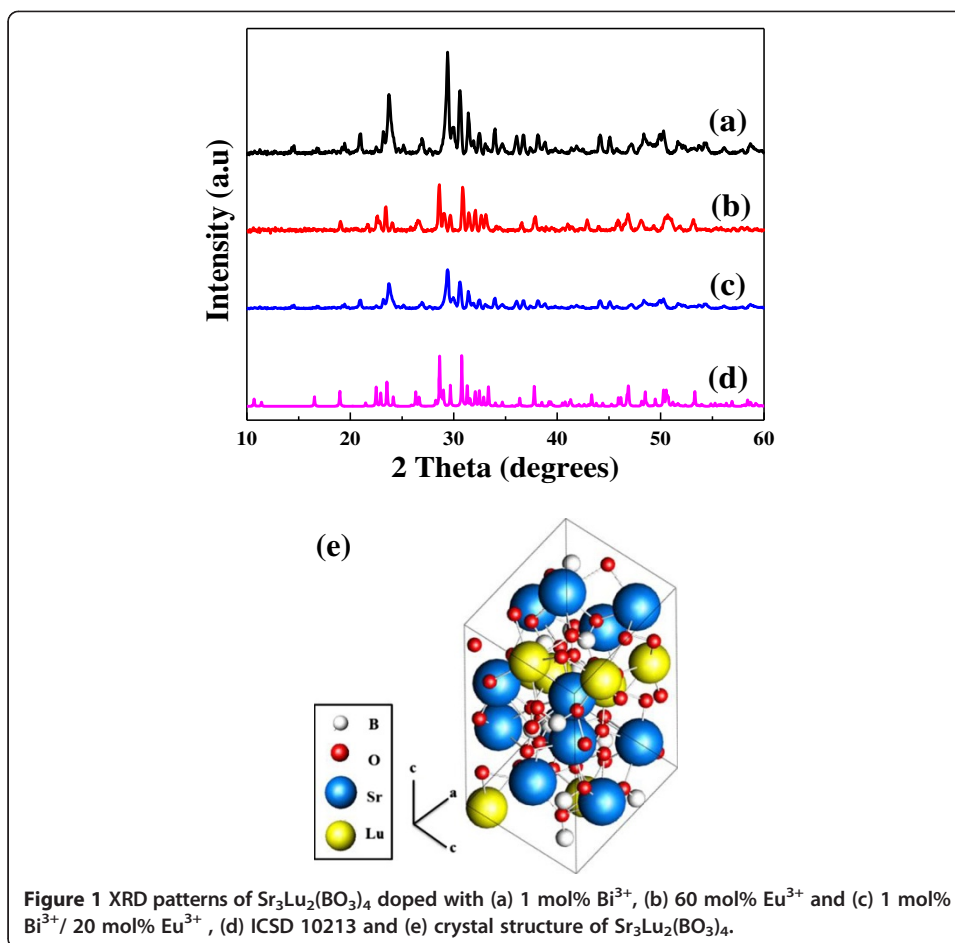 (a)
(b)
(c)
(d)
Intensity (a.u)
10 20 30 40 50 60
2 Theta (degrees)
(e)
B
O
Sr
Lu
c
a
c
Figure 1 XRD patterns of Sr₃Lu₂(BO₃)₄ doped with (a) 1 mol% Bi³⁺, (b) 60 mol% Eu³⁺ and (c) 1 mol%
Bi³⁺/ 20 mol% Eu³⁺ , (d) ICSD 10213 and (e) crystal structure of Sr₃Lu₂(BO₃)₄.